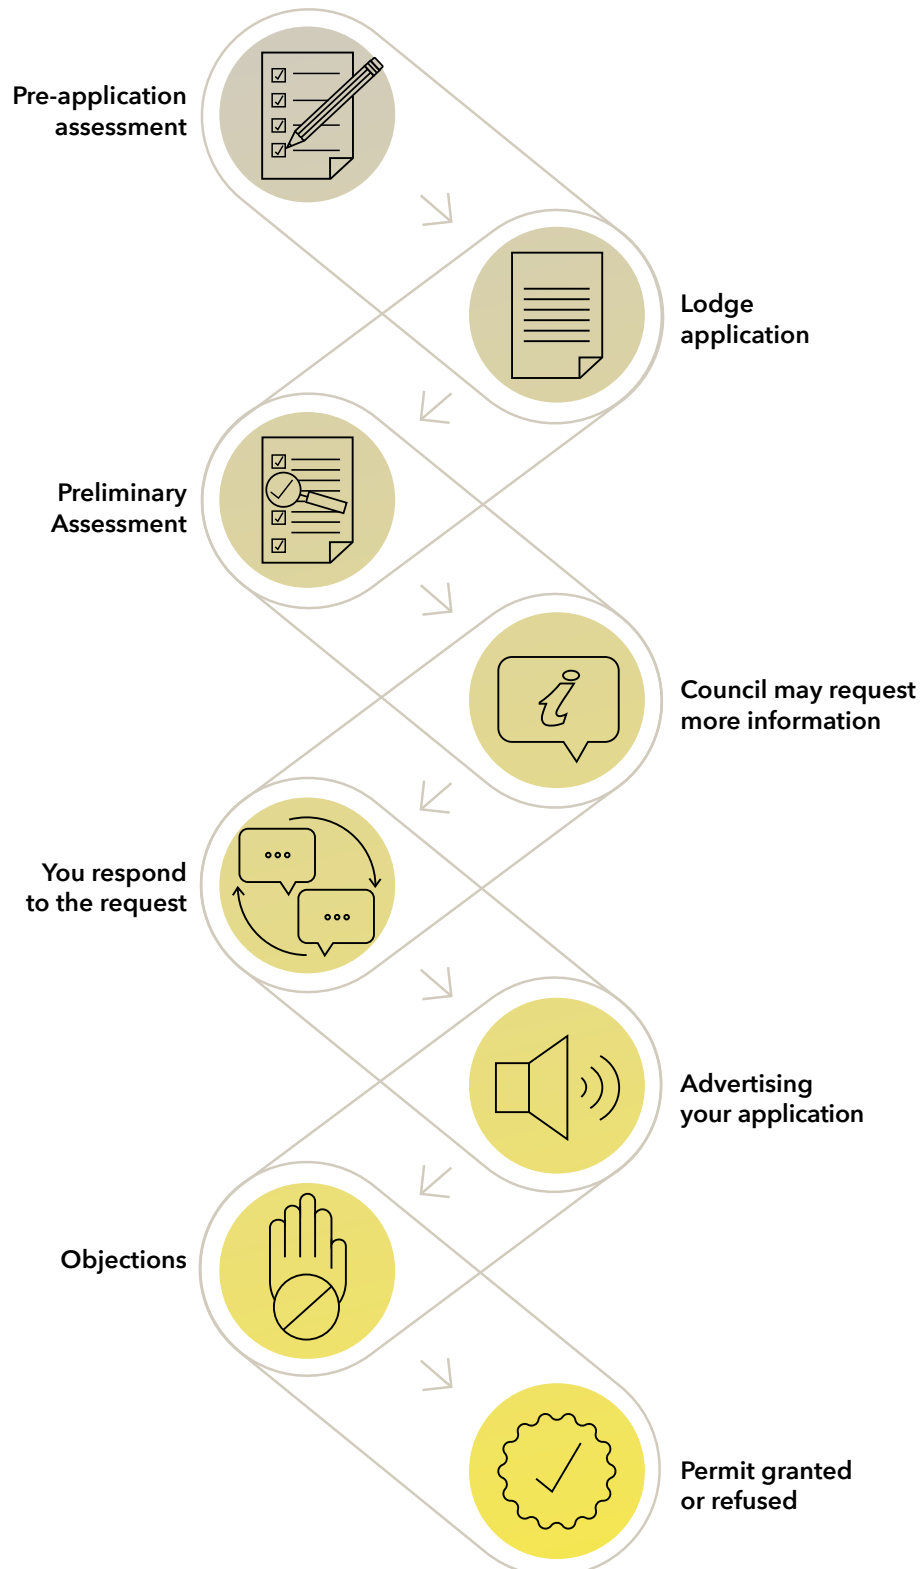 Pre-application
assessment
Lodge
application
Preliminary
Assessment
Council may request
more information
You respond
to the request
Advertising
your application
Objections
Permit granted
or refused